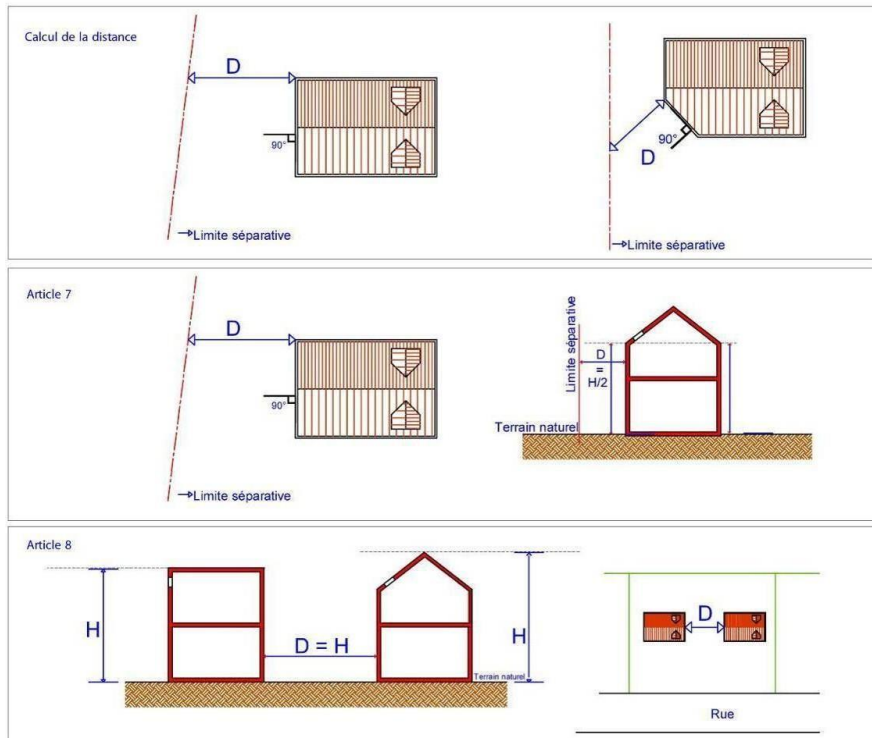 Calcul de la distance
D
90°
Limite séparative
D
90°
Limite séparative
Article 7
D
90°
Limite séparative
Limite séparative
D
=
H/2
Terrain naturel
Article 8
H
D = H
H
Terrain naturel
D
Rue